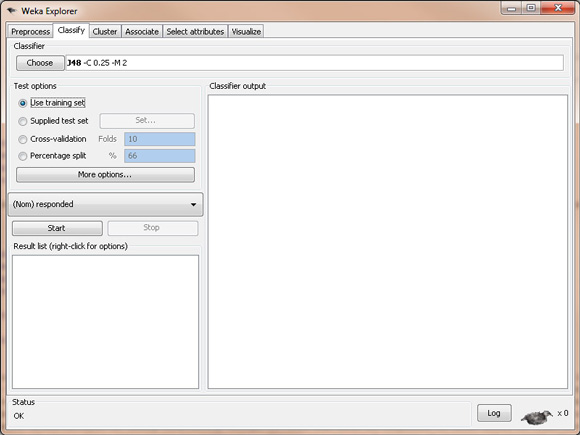 Weka Explorer
Preprocess Classify Cluster Associate Select attributes Visualize
Classifier
Choose J48 -C 0.25 -M 2
Test options
Use training set
Supplied test set Set...
Cross-validation Folds 10
Percentage split % 66
More options...
(Nom) responded
Start Stop
Result list (right-click for options)
Classifier output
Status
OK
Log x 0